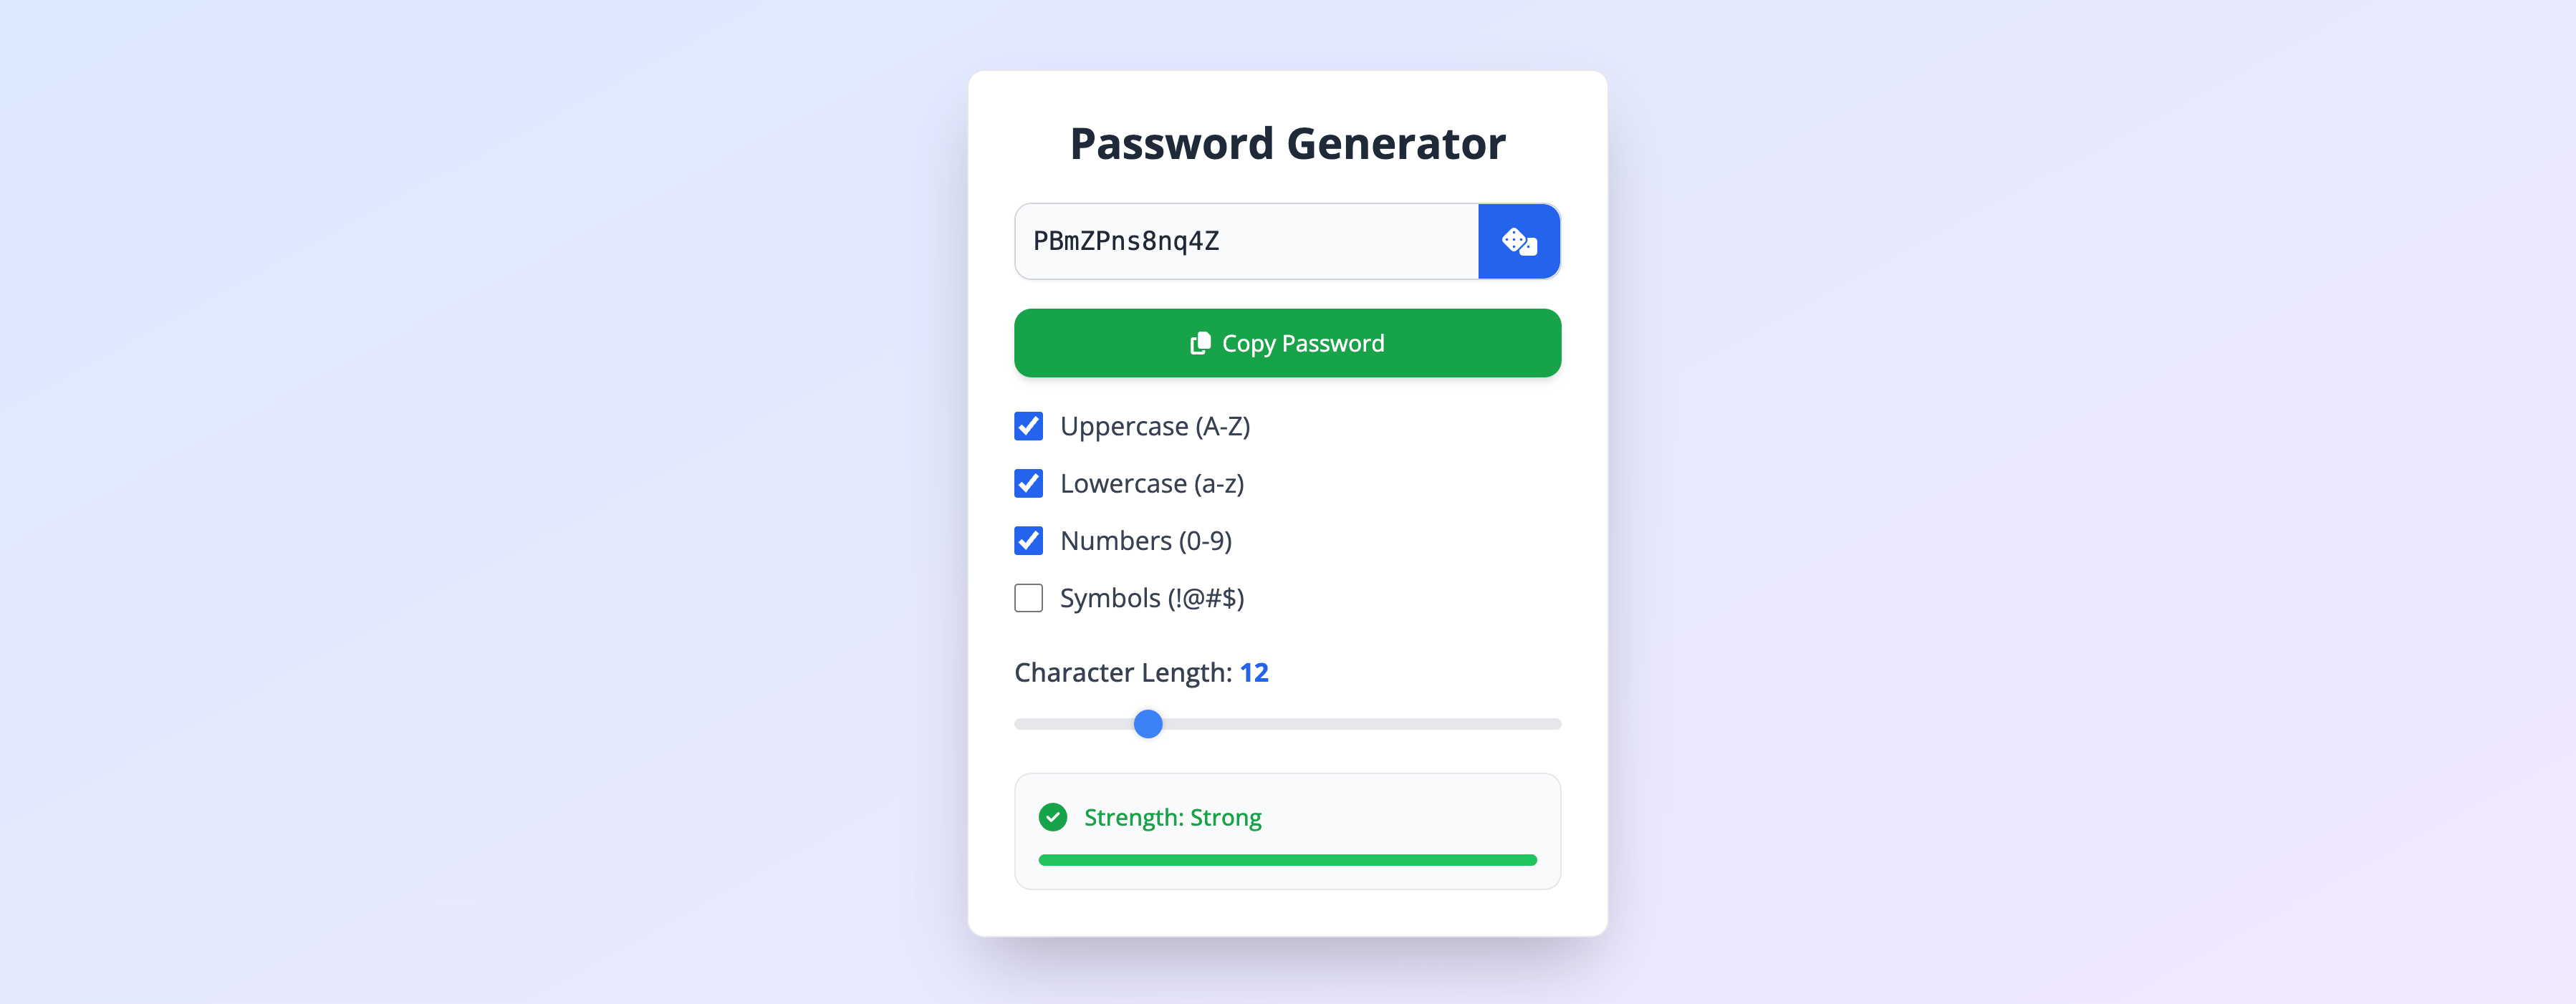 Password Generator
PBmZPns8nq4Z
Copy Password
Uppercase (A-Z)
Lowercase (a-z)
Numbers (0-9)
Symbols (!@#$)
Character Length: 12
Strength: Strong